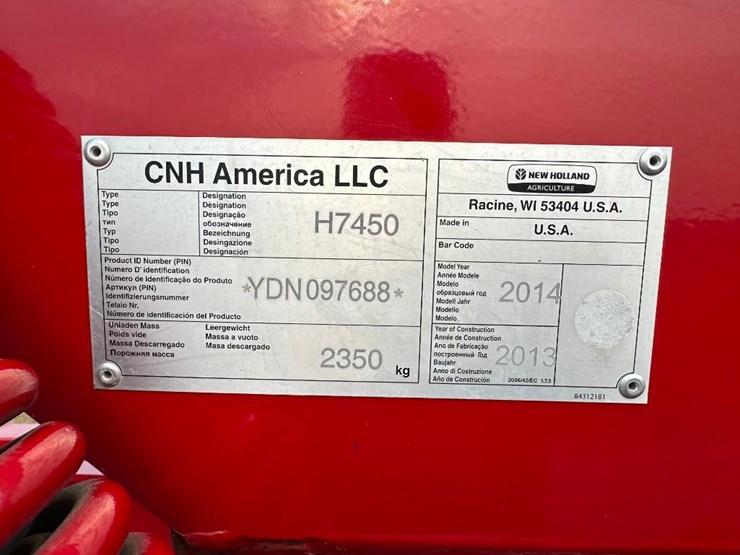 CNH America LLC
Type
Type
Tipo
тип
Typ
Tipo
Tipo
Designation
Designation
Designação
обозначение
Bezeichnung
Desingazione
Designación
H7450
Product ID Number (PIN)
Numero D' identification
Número de Identificação do Produto
Артикул (PIN)
Identifizierungsnummer
Telaio Nr.
Número de identificación del Producto
*YDN097688*
Unladen Mass
Poids vide
Massa Descarregado
Порожняя масса
Leergewicht
Massa a vuoto
Masa descargado
2350 kg
NEW HOLLAND
AGRICULTURE
Racine, WI 53404 U.S.A.
Made in
U.S.A.
Bar Code
Model Year
Année Modele
Modelo
образцовый год
Modell Jahr
Modello
Modelo
2014
Year of Construction
Année de Construction
Ano de Fabricação
построенный Год
Baujahr
Anno di Costruzione
Año de Construción
2013
2006/42/EC 1.7.3
84312181